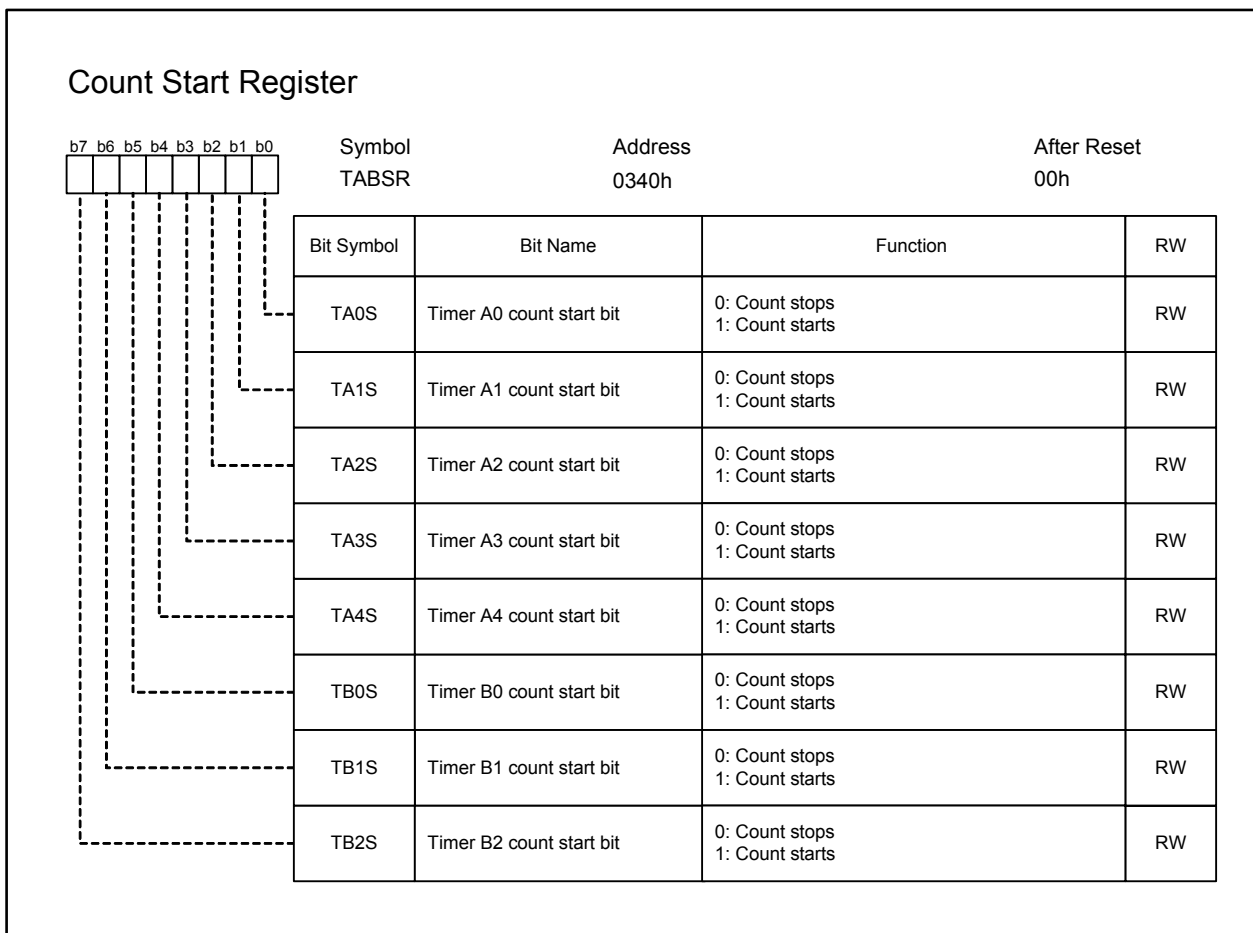 Count Start Register
b7 b6 b5 b4 b3 b2 b1 b0
Symbol Address After Reset
TABSR 0340h 00h
Bit Symbol Bit Name Function RW
TA0S Timer A0 count start bit 0: Count stops
1: Count starts RW
TA1S Timer A1 count start bit 0: Count stops
1: Count starts RW
TA2S Timer A2 count start bit 0: Count stops
1: Count starts RW
TA3S Timer A3 count start bit 0: Count stops
1: Count starts RW
TA4S Timer A4 count start bit 0: Count stops
1: Count starts RW
TB0S Timer B0 count start bit 0: Count stops
1: Count starts RW
TB1S Timer B1 count start bit 0: Count stops
1: Count starts RW
TB2S Timer B2 count start bit 0: Count stops
1: Count starts RW